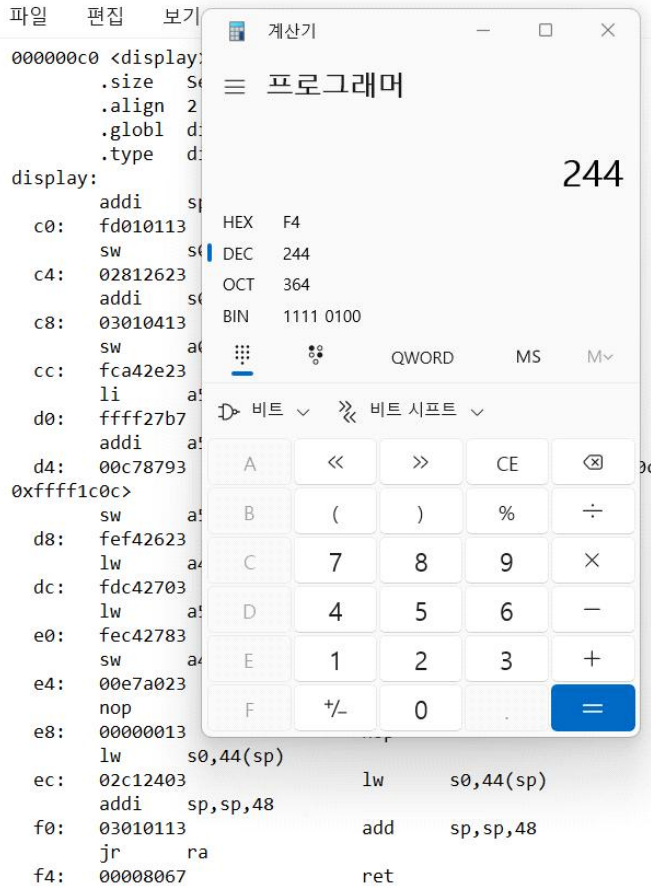 파일 편집 보기
000000c0 <display>
.size
.align 2
.globl
.type
display:
addi
c0: fd010113
sw
c4: 02812623
addi
c8: 03010413
sw
cc: fca42e23
li
d0: ffff27b7
addi
d4: 00c78793
0xffff1c0c>
sw
d8: fef42623
lw
dc: fdc42703
lw
e0: fec42783
sw
e4: 00e7a023
nop
e8: 00000013
lw s0,44(sp)
ec: 02c12403 lw s0,44(sp)
addi sp,sp,48
f0: 03010113 add sp,sp,48
jr ra
f4: 00008067 ret
계산기
프로그래머
244
HEX F4
DEC 244
OCT 364
BIN 1111 0100
QWORD MS M
비트 비트 시프트
A << >> CE
B ( ) % ÷
C 7 8 9 ×
D 4 5 6 −
E 1 2 3 +
F +/− 0 . =